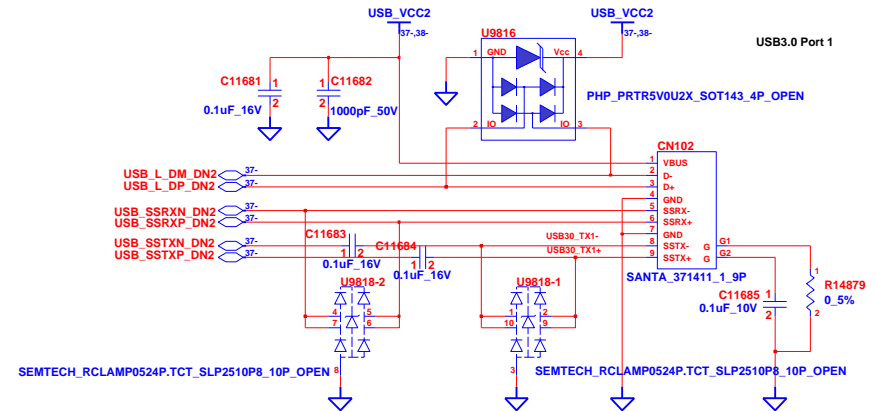 USB_VCC2
37-,38-
USB_VCC2
37-,38-
USB3.0 Port 1
U9816
1 GND Vcc 4
2 IO IO 3
PHP_PRTR5V0U2X_SOT143_4P_OPEN
C11681
1
2
0.1uF_16V
C11682
1
2
1000pF_50V
CN102
1 VBUS
2 D-
3 D+
4 GND
5 SSRX-
6 SSRX+
7 GND
8 SSTX-
9 SSTX+
G G1
G G2
SANTA_371411_1_9P
USB_L_DM_DN2 37-
USB_L_DP_DN2 37-
USB_SSRXN_DN2 37-
USB_SSRXP_DN2 37-
USB_SSTXN_DN2 37-
USB_SSTXP_DN2 37-
C11683
1 2
0.1uF_16V
C11684
1 2
0.1uF_16V
USB30_TX1-
USB30_TX1+
U9818-2
4 5
7 6
8
SEMTECH_RCLAMP0524P.TCT_SLP2510P8_10P_OPEN
U9818-1
1 2
10 9
3
SEMTECH_RCLAMP0524P.TCT_SLP2510P8_10P_OPEN
C11685
1
2
0.1uF_10V
1
R14879
0_5%
2